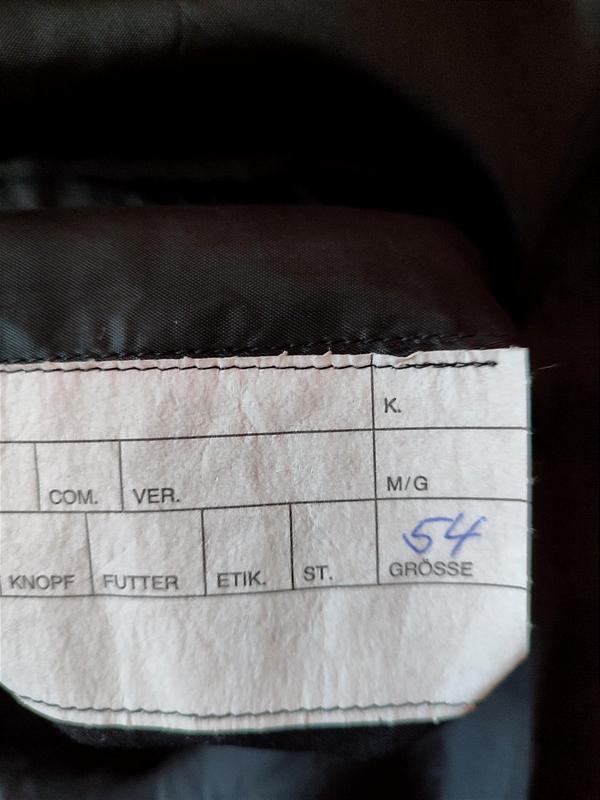 K.
COM. VER. M/G
54
KNOPF FUTTER ETIK. ST. GRÖSSE